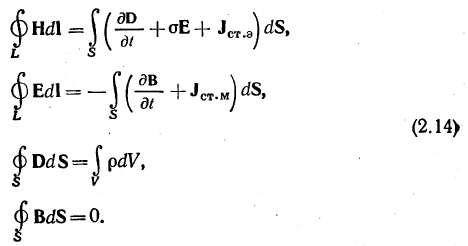 ∮_L Hdl = ∫_S (∂D/∂t + σE + J_ст.э) dS,
∮_L Edl = − ∫_S (∂B/∂t + J_ст.м) dS,
(2.14)
∮_S DdS = ∫_V ρdV,
∮_S BdS = 0.